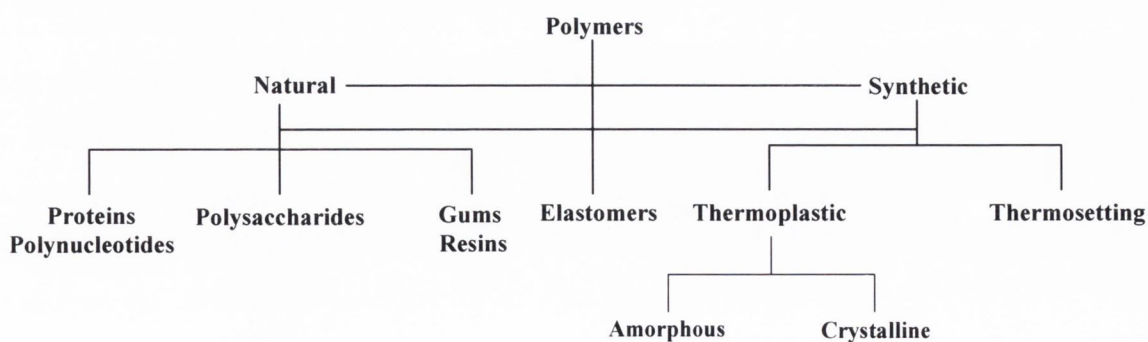 Polymers
Natural
Synthetic
Proteins
Polynucleotides
Polysaccharides
Gums
Resins
Elastomers
Thermoplastic
Thermosetting
Amorphous
Crystalline